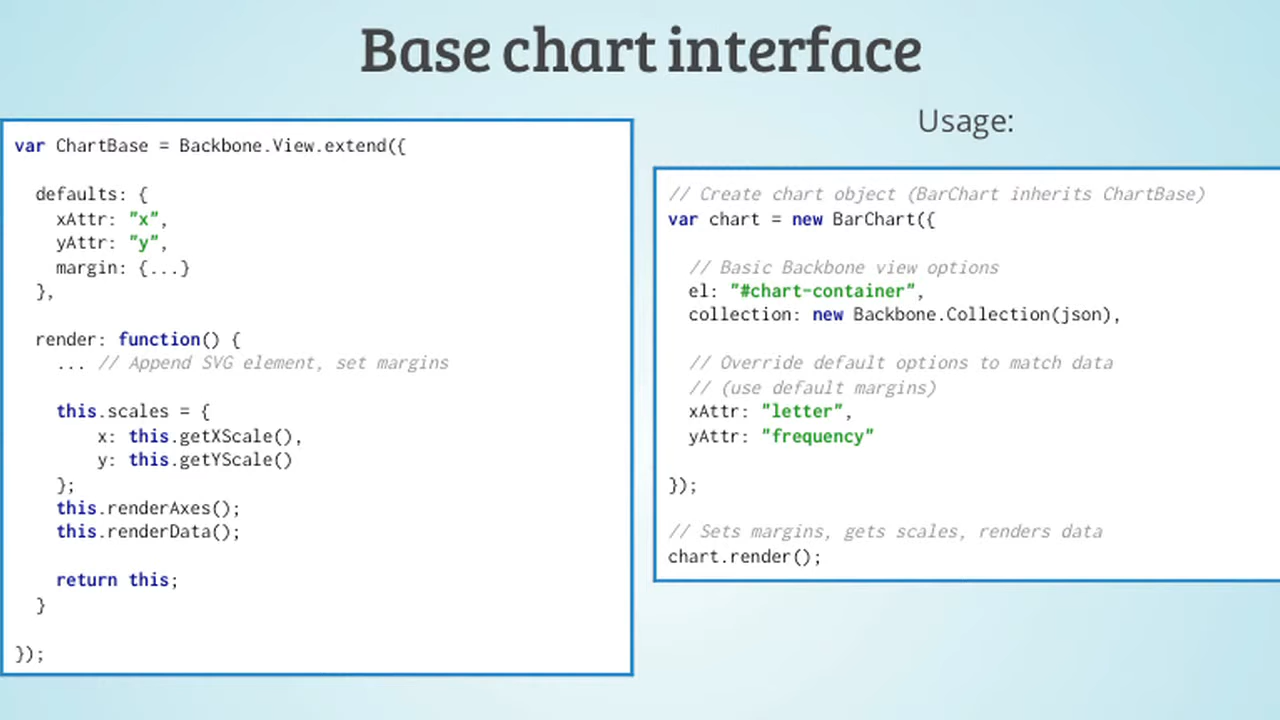 Base chart interface
var ChartBase = Backbone.View.extend({
defaults: {
xAttr: "x",
yAttr: "y",
margin: {...}
},
render: function() {
... // Append SVG element, set margins
this.scales = {
x: this.getXScale(),
y: this.getYScale()
};
this.renderAxes();
this.renderData();
return this;
}
});
Usage:
// Create chart object (BarChart inherits ChartBase)
var chart = new BarChart({
// Basic Backbone view options
el: "#chart-container",
collection: new Backbone.Collection(json),
// Override default options to match data
// (use default margins)
xAttr: "letter",
yAttr: "frequency"
});
// Sets margins, gets scales, renders data
chart.render();